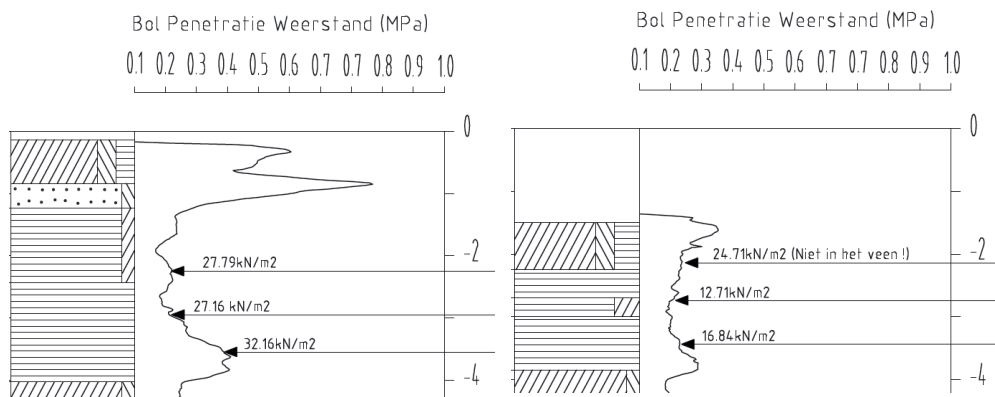 Bol Penetratie Weerstand (MPa)
0.1 0.2 0.3 0.4 0.5 0.6 0.7 0.8 0.9 1.0
0
-2
27.79kN/m2
27.16 kN/m2
32.16kN/m2
-4
Bol Penetratie Weerstand (MPa)
0.1 0.2 0.3 0.4 0.5 0.6 0.7 0.8 0.9 1.0
0
-2
24.71kN/m2 (Niet in het veen!)
12.71kN/m2
16.84kN/m2
-4